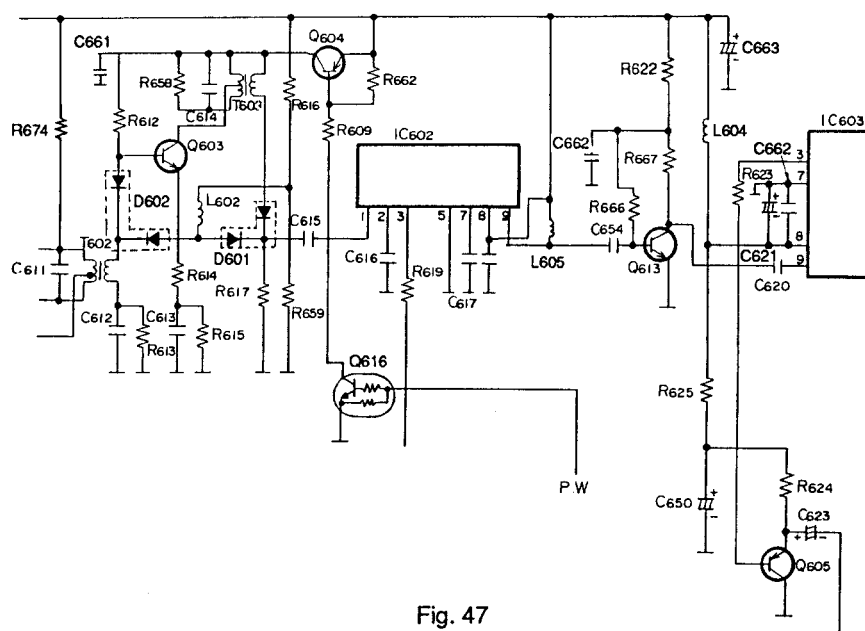 C661
Q604
C663
R658
C614
T603
R616
R662
R622
R674
R612
R609
IC602
C662
R667
L604
C662
IC603
3
Q603
D602
L602
R623
7
R666
C615
1 2 3 5 7 8 9
C654
T602
D601
C616
R619
C617
L605
Q613
C621
8
9
C620
C611
R614
R617
R659
C612
R613
C613
R615
Q616
R625
P.W
C650
R624
C623
Q605
Fig. 47